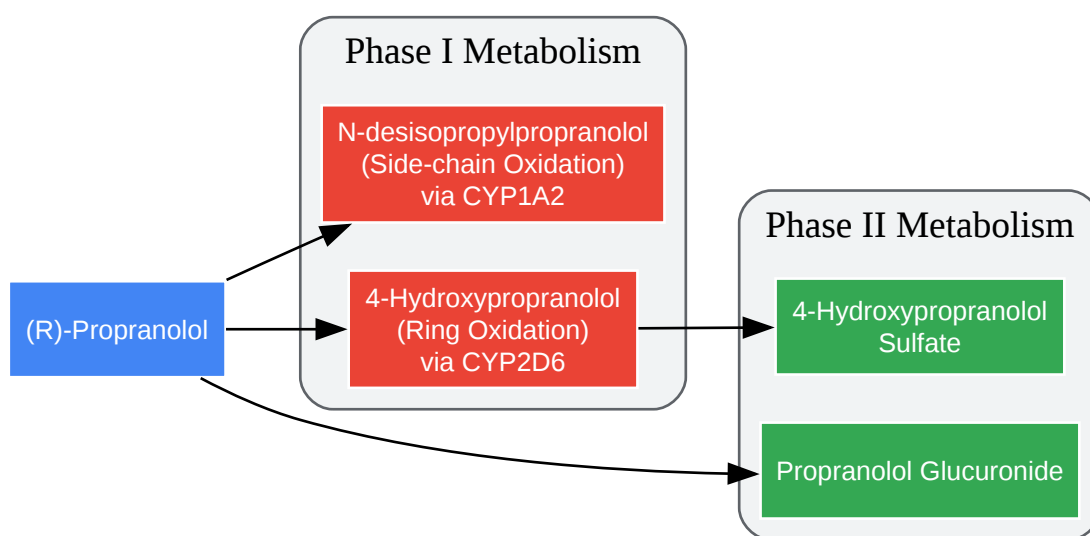 Phase I Metabolism
N-desisopropylpropranolol
(Side-chain Oxidation)
via CYP1A2
Phase II Metabolism
(R)-Propranolol
4-Hydroxypropranolol
(Ring Oxidation)
via CYP2D6
4-Hydroxypropranolol
Sulfate
Propranolol Glucuronide